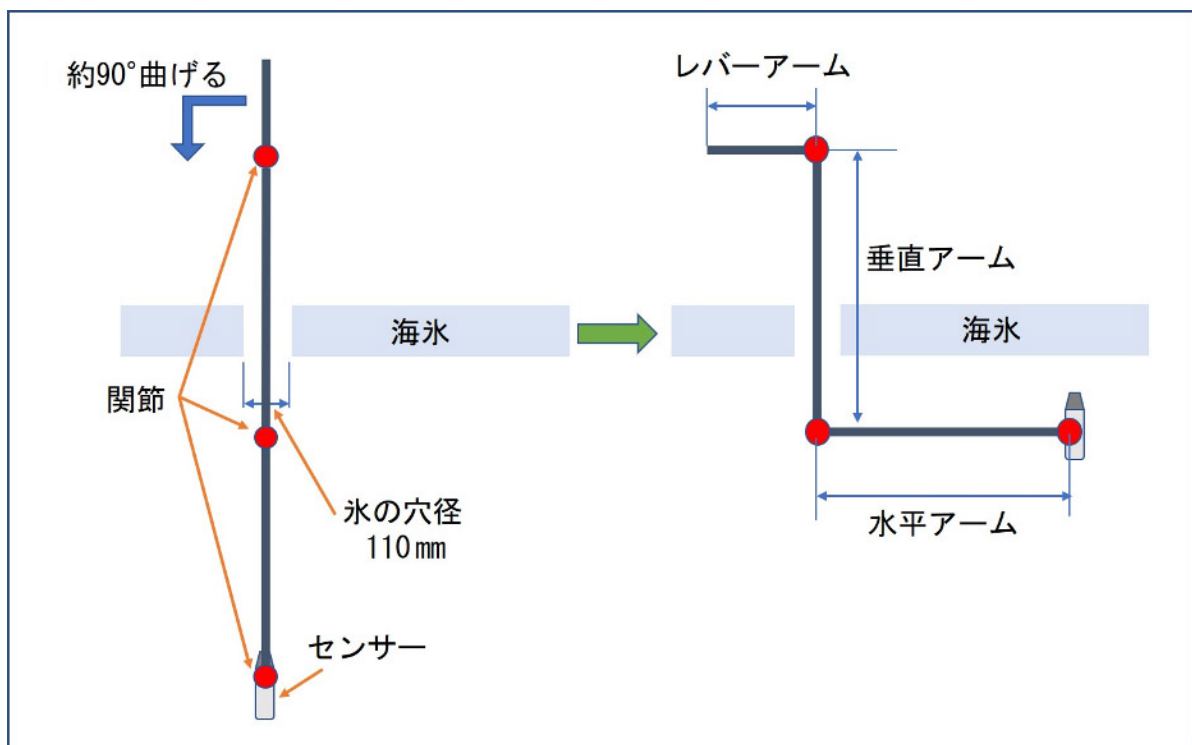 約90°曲げる
レバーアーム
垂直アーム
海氷
海氷
関節
氷の穴径
110㎜
水平アーム
センサー